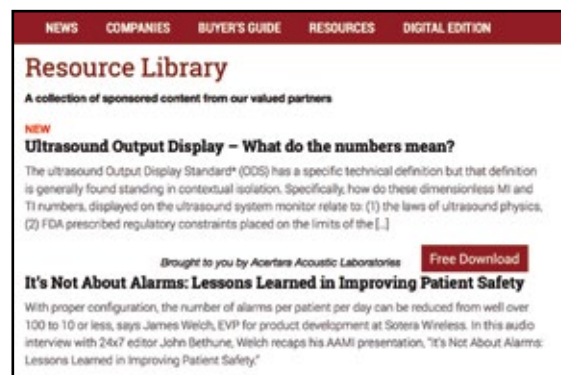 NEWS COMPANIES BUYER'S GUIDE RESOURCES DIGITAL EDITION
Resource Library
A collection of sponsored content from our valued partners
NEW
Ultrasound Output Display – What do the numbers mean?
The ultrasound Output Display Standard* (ODS) has a specific technical definition but that definition
is generally found standing in contextual isolation. Specifically, how do these dimensionless MI and
TI numbers, displayed on the ultrasound system monitor relate to: (1) the laws of ultrasound physics,
(2) FDA prescribed regulatory constraints placed on the limits of the [...]
Brought to you by Acertara Acoustic Laboratories Free Download
It's Not About Alarms: Lessons Learned in Improving Patient Safety
With proper configuration, the number of alarms per patient per day can be reduced from well over
100 to 10 or less, says James Welch, EVP for product development at Sotera Wireless. In this audio
interview with 24x7 editor John Bethune, Welch recaps his AAMI presentation, "It's Not About Alarms:
Lessons Learned in Improving Patient Safety."